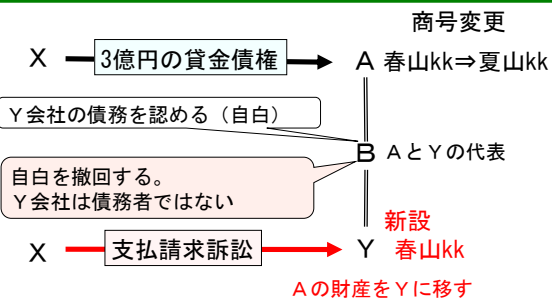 商号変更
X 3億円の貸金債権 A 春山kk⇒夏山kk
Y会社の債務を認める（自白）
B AとYの代表
自白を撤回する。
Y会社は債務者ではない
新設
X 支払請求訴訟 Y 春山kk
Aの財産をYに移す